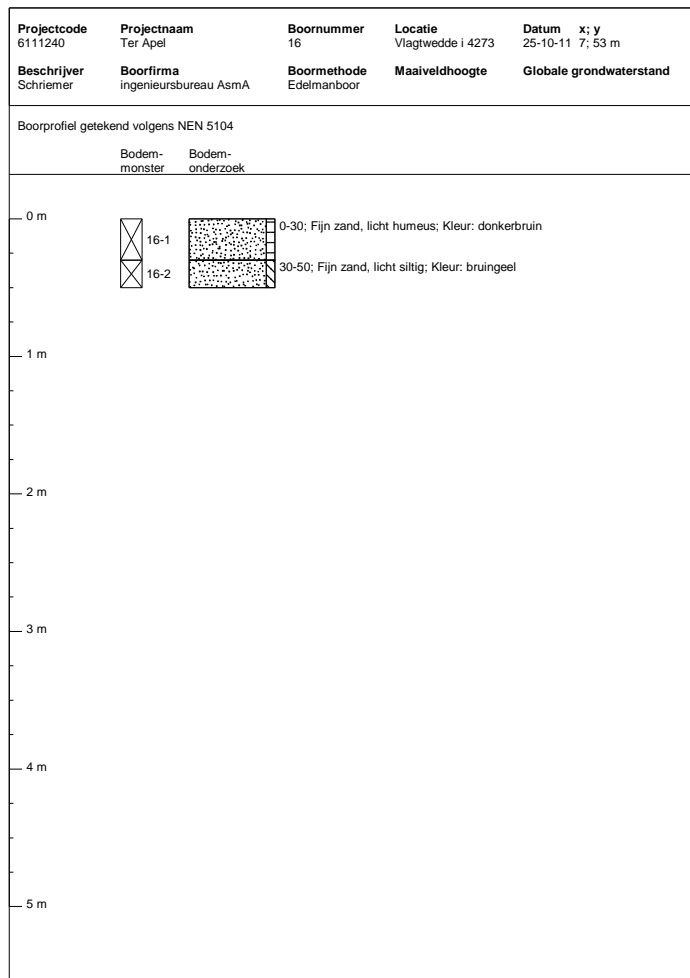 Projectcode Projectnaam Boornummer Locatie Datum x; y
6111240 Ter Apel 16 Vlagtwedde i 4273 25-10-11 7; 53 m
Beschrijver Boorfirma Boormethode Maaiveldhoogte Globale grondwaterstand
Schriemer ingenieursbureau AsmA Edelmanboor
Boorprofiel getekend volgens NEN 5104
Bodem- Bodem-
monster onderzoek
0 m
0-30; Fijn zand, licht humeus; Kleur: donkerbruin
16-1
30-50; Fijn zand, licht siltig; Kleur: bruingeel
16-2
1 m
2 m
3 m
4 m
5 m